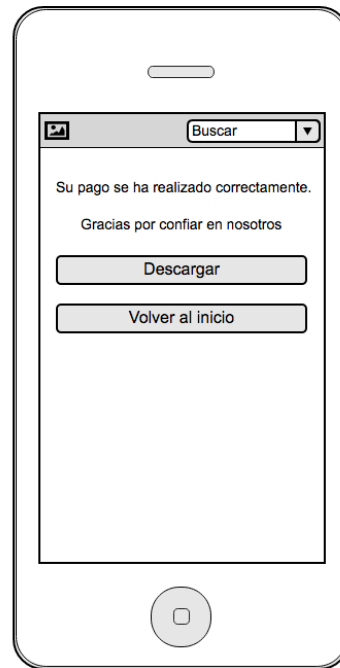 Buscar
Su pago se ha realizado correctamente.
Gracias por confiar en nosotros
Descargar
Volver al inicio